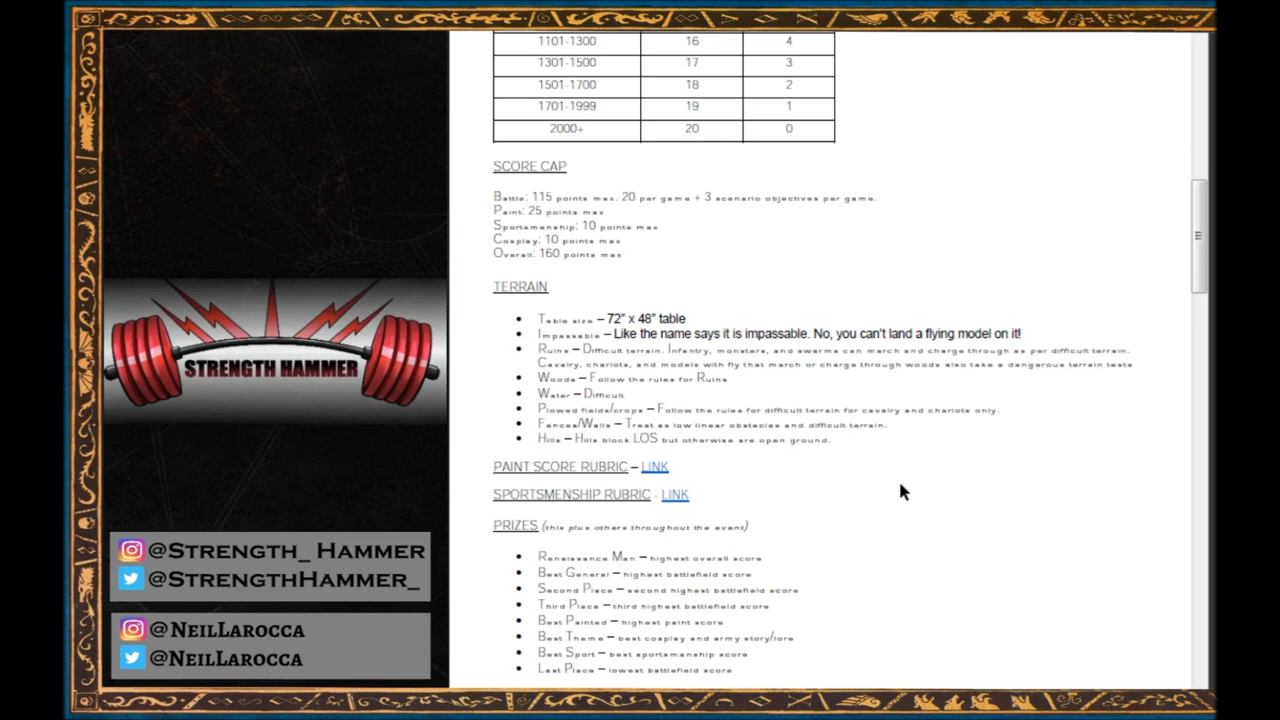 1101-1300 16 4
1301-1500 17 3
1501-1700 18 2
1701-1999 19 1
2000+ 20 0
SCORE CAP
Battle: 115 points max. 20 per game + 3 scenario objectives per game.
Paint: 25 points max
Sportsmenship: 10 points max
Cosplay: 10 points max
Overall: 160 points max
TERRAIN
• Table size – 72” x 48” table
• Impassable – Like the name says it is impassable. No, you can’t land a flying model on it!
• Ruins – Difficult terrain. Infantry, monsters, and swarms can march and charge through as per difficult terrain.
Cavalry, chariots, and models with fly that march or charge through woods also take a dangerous terrain tests
• Woods – Follow the rules for Ruins
• Water – Difficult
• Plowed fields/crops – Follow the rules for difficult terrain for cavalry and chariots only.
• Fences/Walls – Treat as low linear obstacles and difficult terrain.
• Hills – Hills block LOS but otherwise are open ground.
PAINT SCORE RUBRIC – LINK
SPORTSMENSHIP RUBRIC - LINK
PRIZES (this plus others throughout the event)
• Renaissance Man – highest overall score
• Best General – highest battlefield score
• Second Place – second highest battlefield score
• Third Place – third highest battlefield score
• Best Painted – highest paint score
• Best Theme – best cosplay and army story/lore
• Best Sport – best sportsmanship score
• Last Place – lowest battlefield score
STRENGTH HAMMER
@Strength_ Hammer
@StrengthHammer_
@NeilLarocca
@NeilLarocca